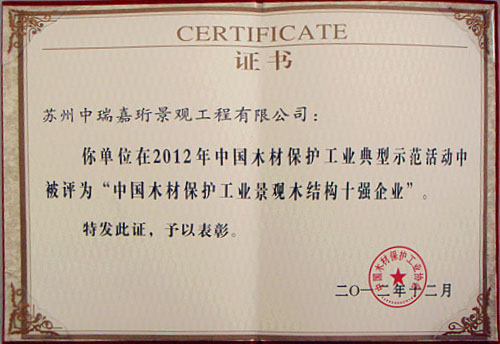 CERTIFICATE
证书
苏州中瑞嘉珩景观工程有限公司：
你单位在2012年中国木材保护工业典型示范活动中
被评为“中国木材保护工业景观木结构十强企业”。
特发此证，予以表彰。
中国木材保护工业协会
二〇一二年十二月